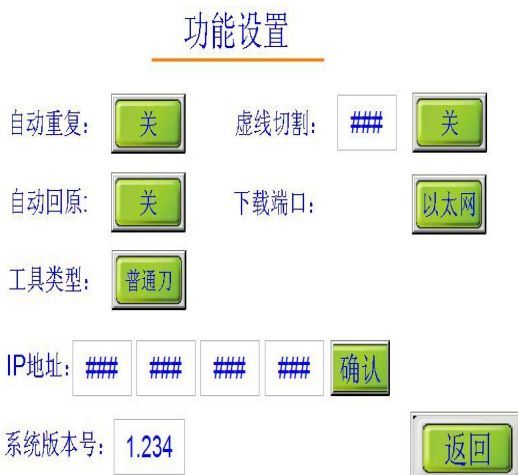 功能设置
自动重复: 关 虚线切割: ### 关
自动回原: 关 下载端口: 以太网
工具类型: 普通刀
IP地址: ### ### ### ### 确认
系统版本号: 1.234 返回